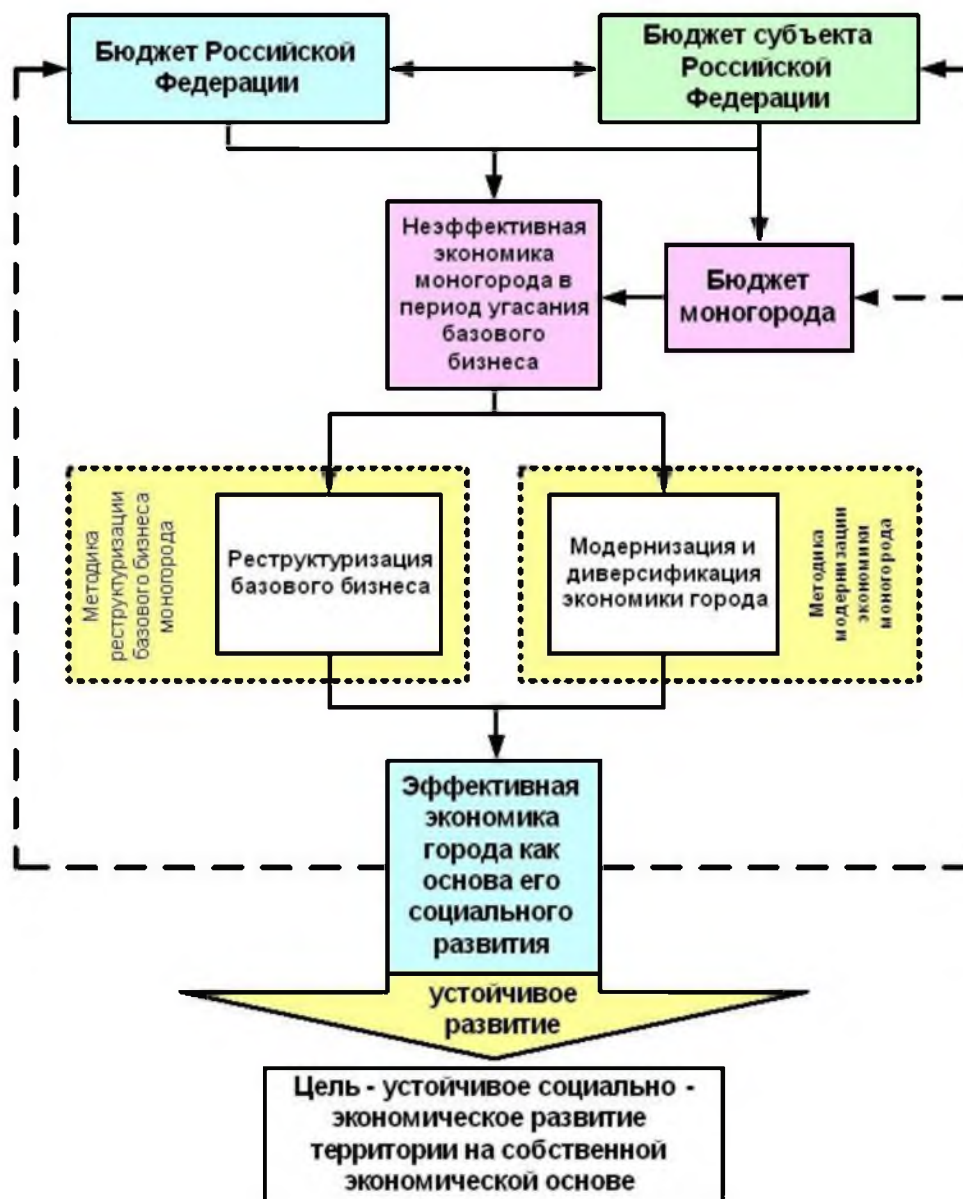 Бюджет Российской
Федерации
Бюджет субъекта
Российской
Федерации
Неэффективная
экономика
моногорода в
период угасания
базового
бизнеса
Бюджет
моногорода
Методика
реструктуризации
базового бизнеса
моногорода
Реструктуризация
базового бизнеса
Модернизация и
диверсификация
экономики города
Методика
модернизации
экономики
моногорода
Эффективная
экономика
города как
основа его
социального
развития
устойчивое
развитие
Цель - устойчивое социально -
экономическое развитие
территории на собственной
экономической основе